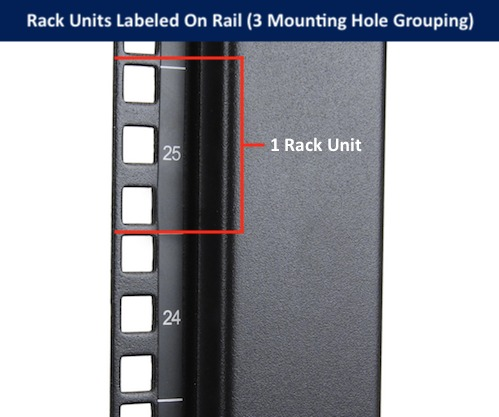 Rack Units Labeled On Rail (3 Mounting Hole Grouping)
25
1 Rack Unit
24